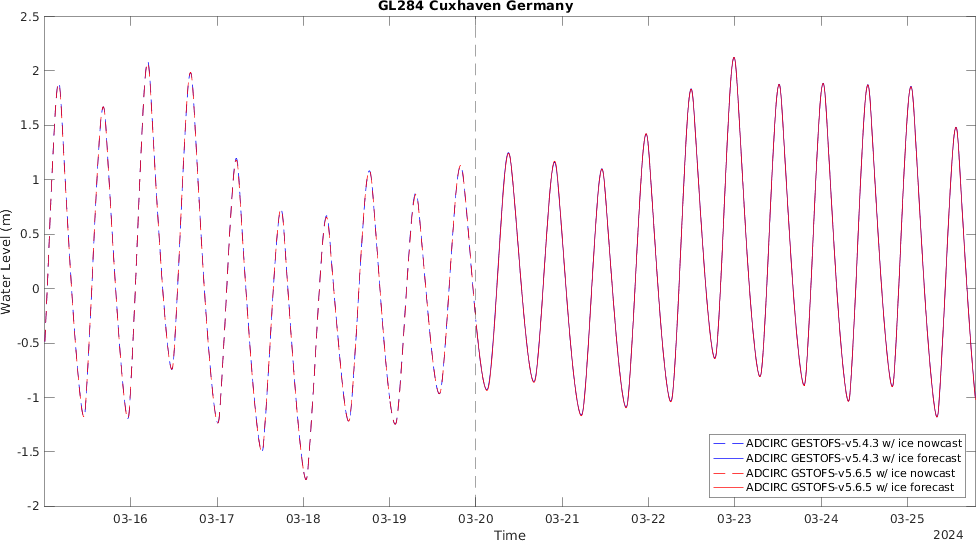 GL284 Cuxhaven Germany
2.5
2
1.5
1
0.5
0
-0.5
-1
-1.5
-2
Water Level (m)
ADCIRC GESTOFS-v5.4.3 w/ ice nowcast
ADCIRC GESTOFS-v5.4.3 w/ ice forecast
ADCIRC GSTOFS-v5.6.5 w/ ice nowcast
ADCIRC GSTOFS-v5.6.5 w/ ice forecast
03-16 03-17 03-18 03-19 03-20 03-21 03-22 03-23 03-24 03-25
Time
2024